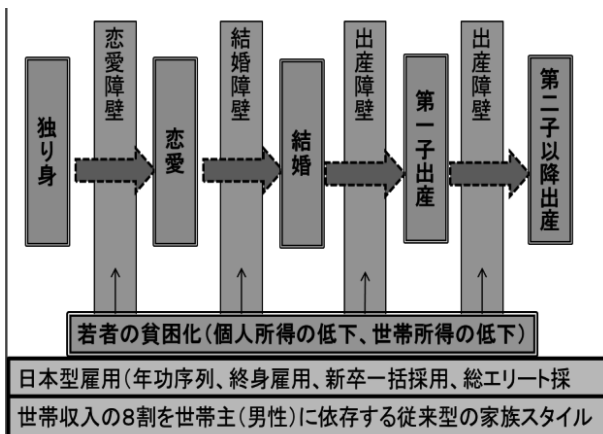 独り身
恋愛障壁
恋愛
結婚障壁
結婚
出産障壁
第一子出産
出産障壁
第二子以降出産
若者の貧困化（個人所得の低下、世帯所得の低下）
日本型雇用（年功序列、終身雇用、新卒一括採用、総エリート採
世帯収入の8割を世帯主（男性）に依存する従来型の家族スタイル